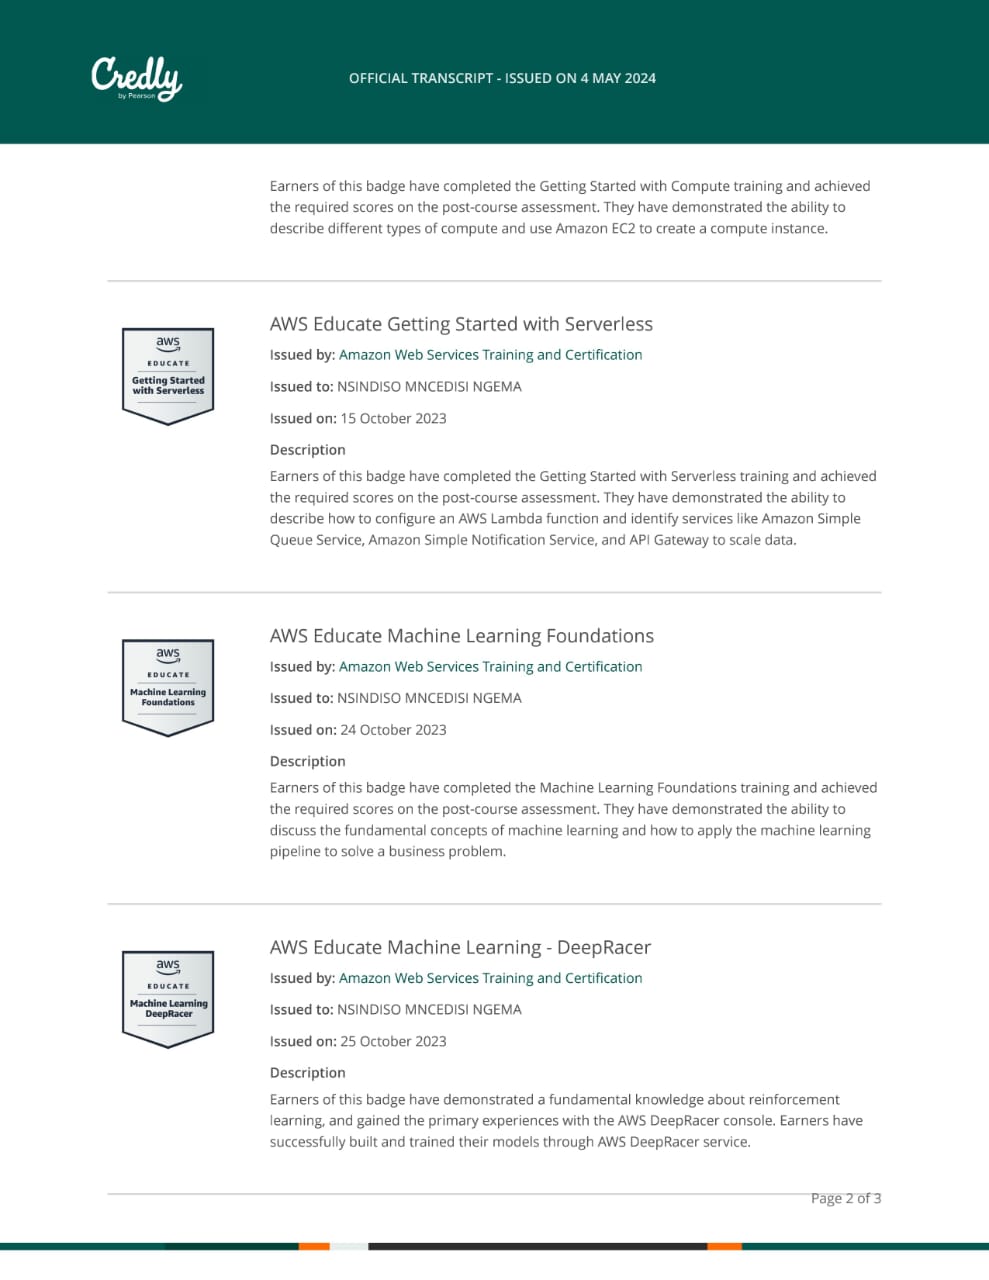 Credly
by Pearson
OFFICIAL TRANSCRIPT - ISSUED ON 4 MAY 2024
Earners of this badge have completed the Getting Started with Compute training and achieved
the required scores on the post-course assessment. They have demonstrated the ability to
describe different types of compute and use Amazon EC2 to create a compute instance.
aws
EDUCATE
Getting Started
with Serverless
AWS Educate Getting Started with Serverless
Issued by: Amazon Web Services Training and Certification
Issued to: NSINDISO MNCEDISI NGEMA
Issued on: 15 October 2023
Description
Earners of this badge have completed the Getting Started with Serverless training and achieved
the required scores on the post-course assessment. They have demonstrated the ability to
describe how to configure an AWS Lambda function and identify services like Amazon Simple
Queue Service, Amazon Simple Notification Service, and API Gateway to scale data.
aws
EDUCATE
Machine Learning
Foundations
AWS Educate Machine Learning Foundations
Issued by: Amazon Web Services Training and Certification
Issued to: NSINDISO MNCEDISI NGEMA
Issued on: 24 October 2023
Description
Earners of this badge have completed the Machine Learning Foundations training and achieved
the required scores on the post-course assessment. They have demonstrated the ability to
discuss the fundamental concepts of machine learning and how to apply the machine learning
pipeline to solve a business problem.
aws
EDUCATE
Machine Learning
DeepRacer
AWS Educate Machine Learning - DeepRacer
Issued by: Amazon Web Services Training and Certification
Issued to: NSINDISO MNCEDISI NGEMA
Issued on: 25 October 2023
Description
Earners of this badge have demonstrated a fundamental knowledge about reinforcement
learning, and gained the primary experiences with the AWS DeepRacer console. Earners have
successfully built and trained their models through AWS DeepRacer service.
Page 2 of 3